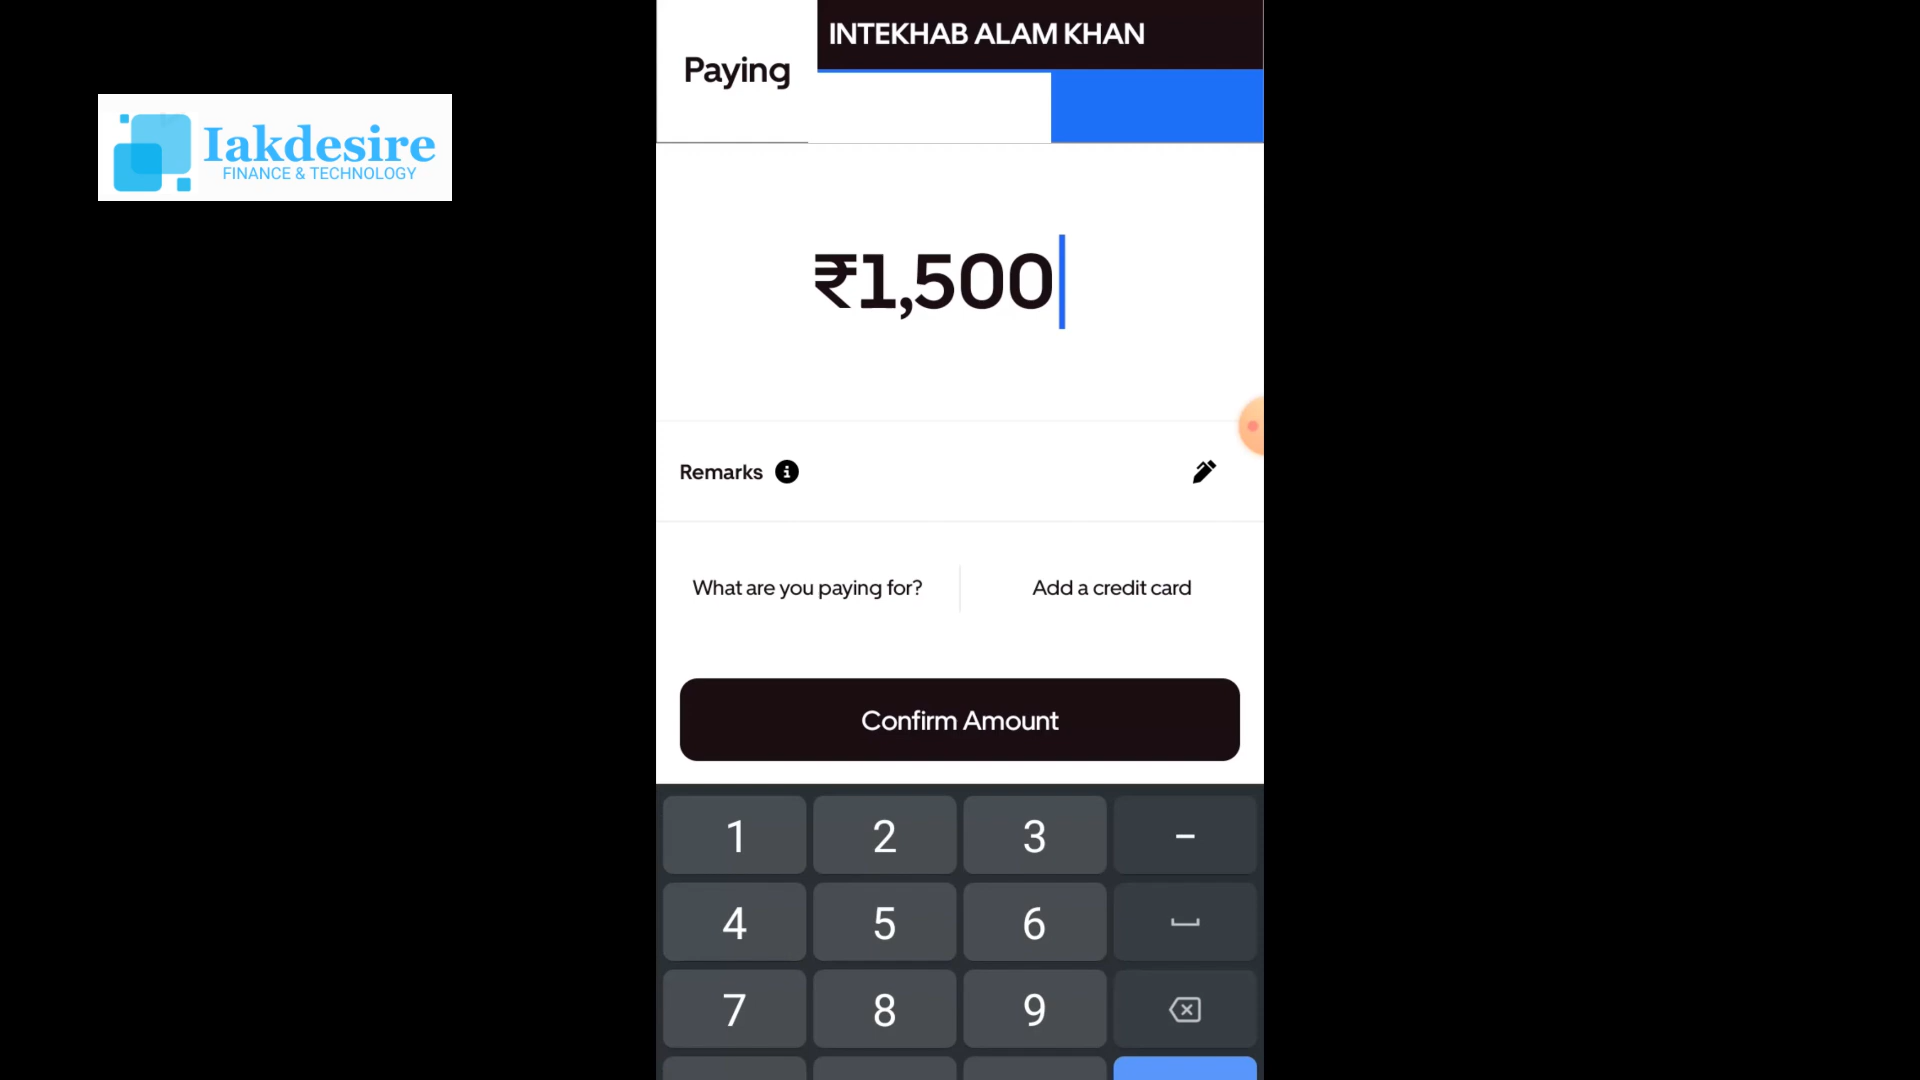 Iakdesire
FINANCE & TECHNOLOGY
Paying
INTEKHAB ALAM KHAN
₹1,500
Remarks
What are you paying for?
Add a credit card
Confirm Amount
1 2 3 -
4 5 6
7 8 9